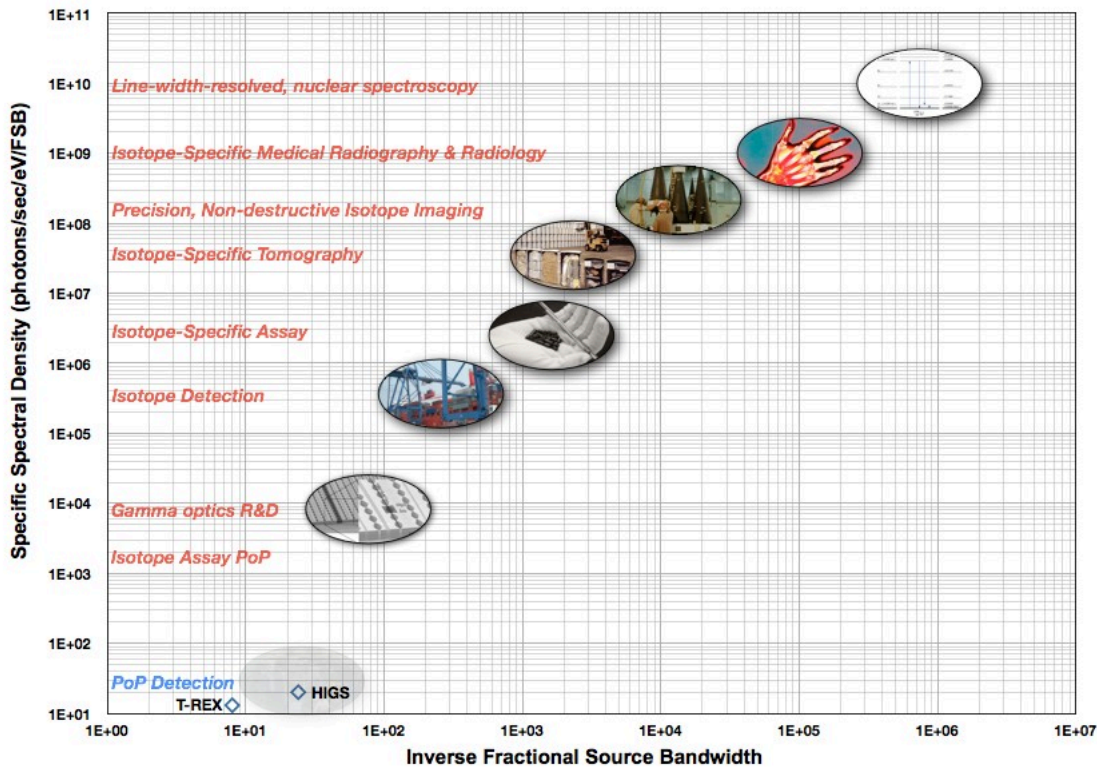 1E+11
1E+10
1E+09
1E+08
1E+07
1E+06
1E+05
1E+04
1E+03
1E+02
1E+01
Specific Spectral Density (photons/sec/eV/FSB)
Line-width-resolved, nuclear spectroscopy
Isotope-Specific Medical Radiography & Radiology
Precision, Non-destructive Isotope Imaging
Isotope-Specific Tomography
Isotope-Specific Assay
Isotope Detection
Gamma optics R&D
Isotope Assay PoP
PoP Detection
HIGS
T-REX
1E+00 1E+01 1E+02 1E+03 1E+04 1E+05 1E+06 10E+07
Inverse Fractional Source Bandwidth